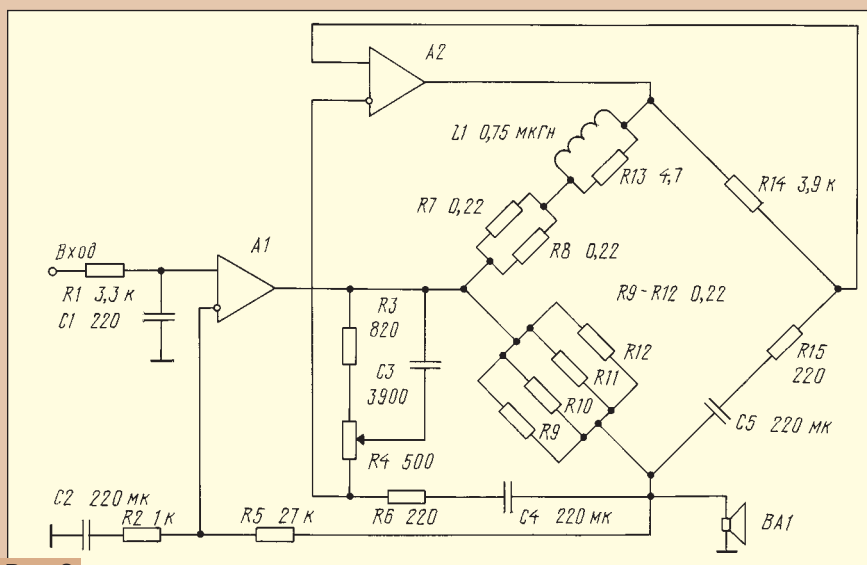 A2
L1 0,75 мкГн
R13 4,7
R14 3,9 к
R7 0,22
R8 0,22
Вход
A1
R1 3,3 к
C1 220
R3
820
R9-R12 0,22
C3
3900
R12
R11
R10
R9
R15
220
C5 220 мк
R4 500
C2 220 мк
R2 1 к
R5 27 к
R6 220
C4 220 мк
BA1